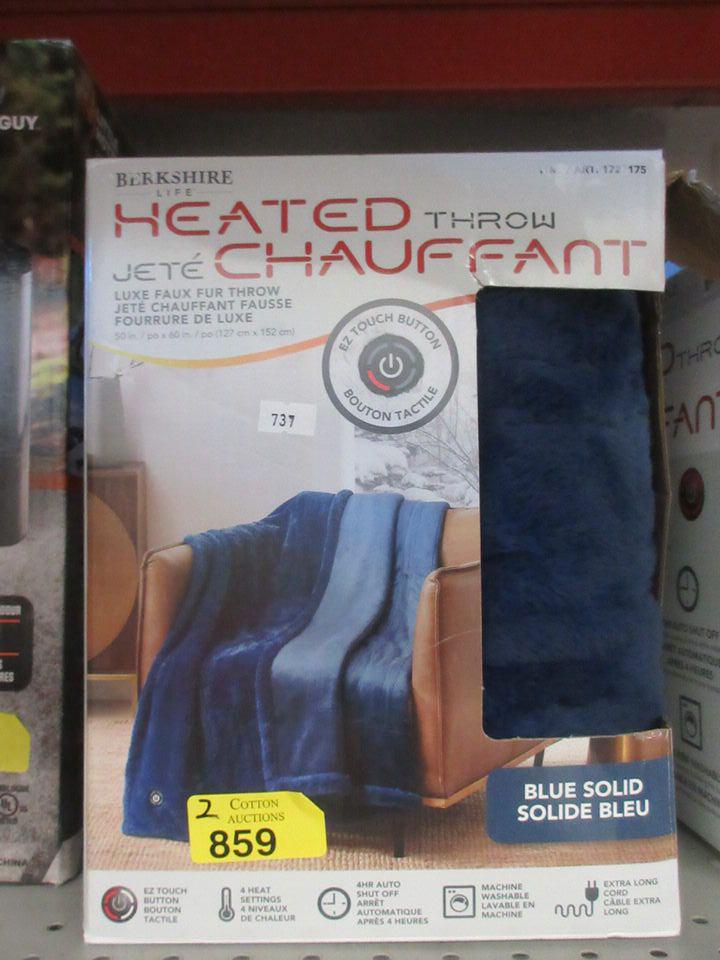 GUY
BERKSHIRE
LIFE
175
HEATED THROW
JETÉ CHAUFFANT
LUXE FAUX FUR THROW
JETÉ CHAUFFANT FAUSSE
FOURRURE DE LUXE
50 in. / po x 60 in. / po (127 cm x 152 cm)
EZ TOUCH BUTTON
BOUTON TACTILE
737
BLUE SOLID
SOLIDE BLEU
2 COTTON
AUCTIONS
859
EZ TOUCH
BUTTON
BOUTON
TACTILE
4 HEAT
SETTINGS
4 NIVEAUX
DE CHALEUR
4HR AUTO
SHUT OFF
ARRÊT
AUTOMATIQUE
APRÈS 4 HEURES
MACHINE
WASHABLE
LAVABLE EN
MACHINE
EXTRA LONG
CORD
CÂBLE EXTRA
LONG